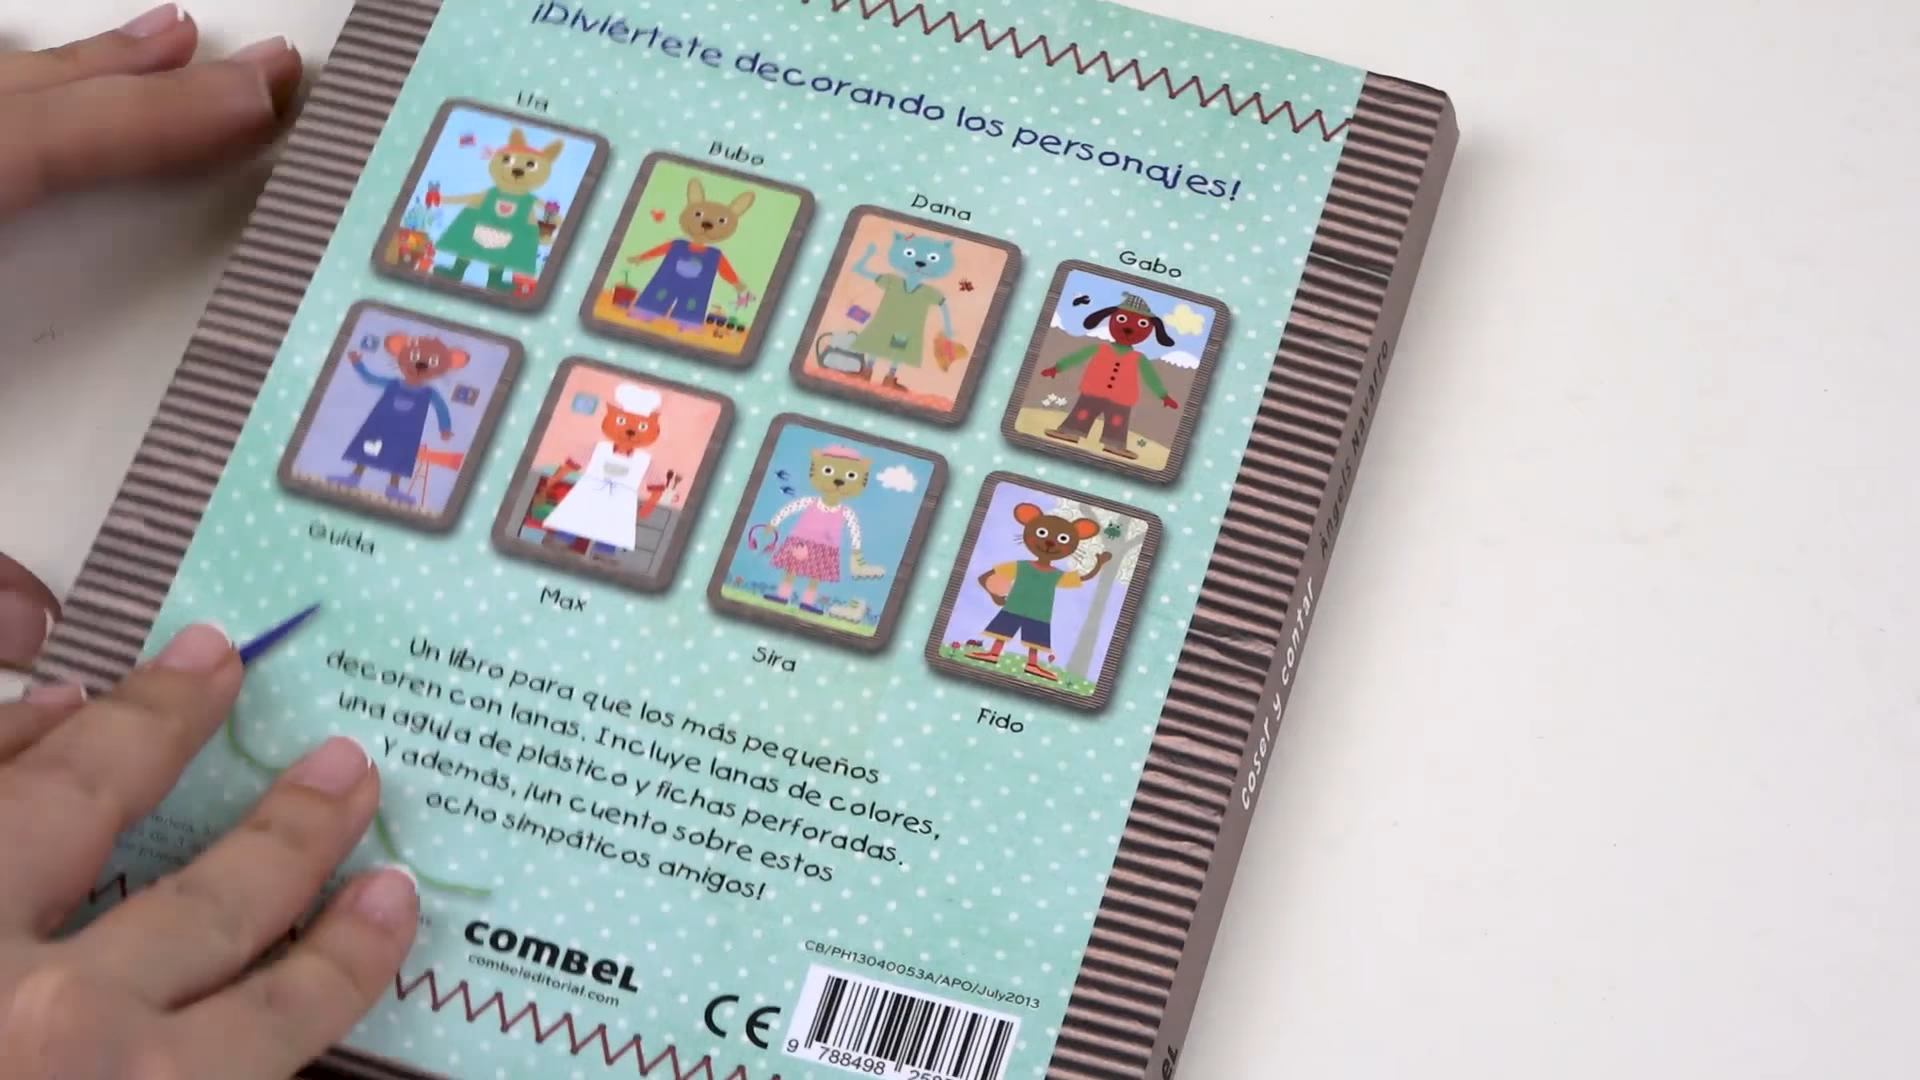 ¡Diviértete decorando los personajes!
Lía
Bubo
Dana
Gabo
Guida
Max
Sira
Fido
Un libro para que los más pequeños
decoren con lanas. Incluye lanas de colores,
una aguja de plástico y fichas perforadas.
Y además, ¡un cuento sobre estos
ocho simpáticos amigos!
COMBEL
combeleditorial.com
CB/PH13040053A/APO/July2013
CE
9 788498
coser y contar Àngels Navarro